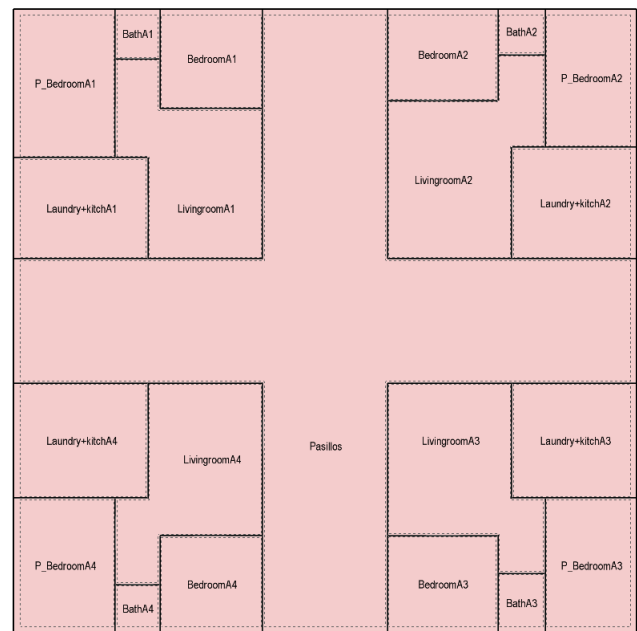 BathA1
BathA2
BedroomA1
BedroomA2
P_BedroomA1
P_BedroomA2
Laundry+kitchA1
LivingroomA1
LivingroomA2
Laundry+kitchA2
Laundry+kitchA4
LivingroomA4
Pasillos
LivingroomA3
Laundry+kitchA3
P_BedroomA4
BedroomA4
BedroomA3
P_BedroomA3
BathA4
BathA3